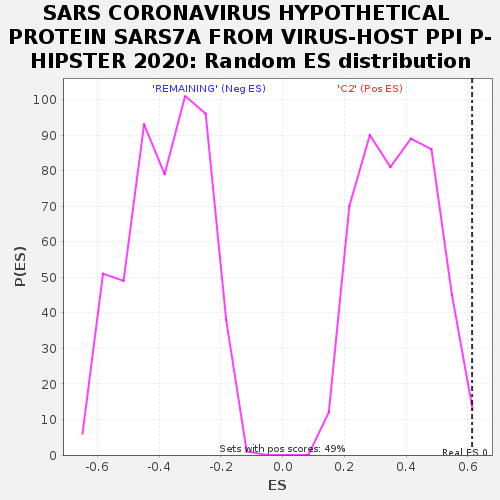 SARS CORONAVIRUS HYPOTHETICAL
PROTEIN SARS7A FROM VIRUS-HOST PPI P-
HIPSTER 2020: Random ES distribution
'REMAINING' (Neg ES) 'C2' (Pos ES)
100
90
80
70
60
50
40
30
20
10
0
P(ES)
Sets with pos scores: 49%
Real ES 0
-0.6 -0.4 -0.2 0.0 0.2 0.4 0.6
ES